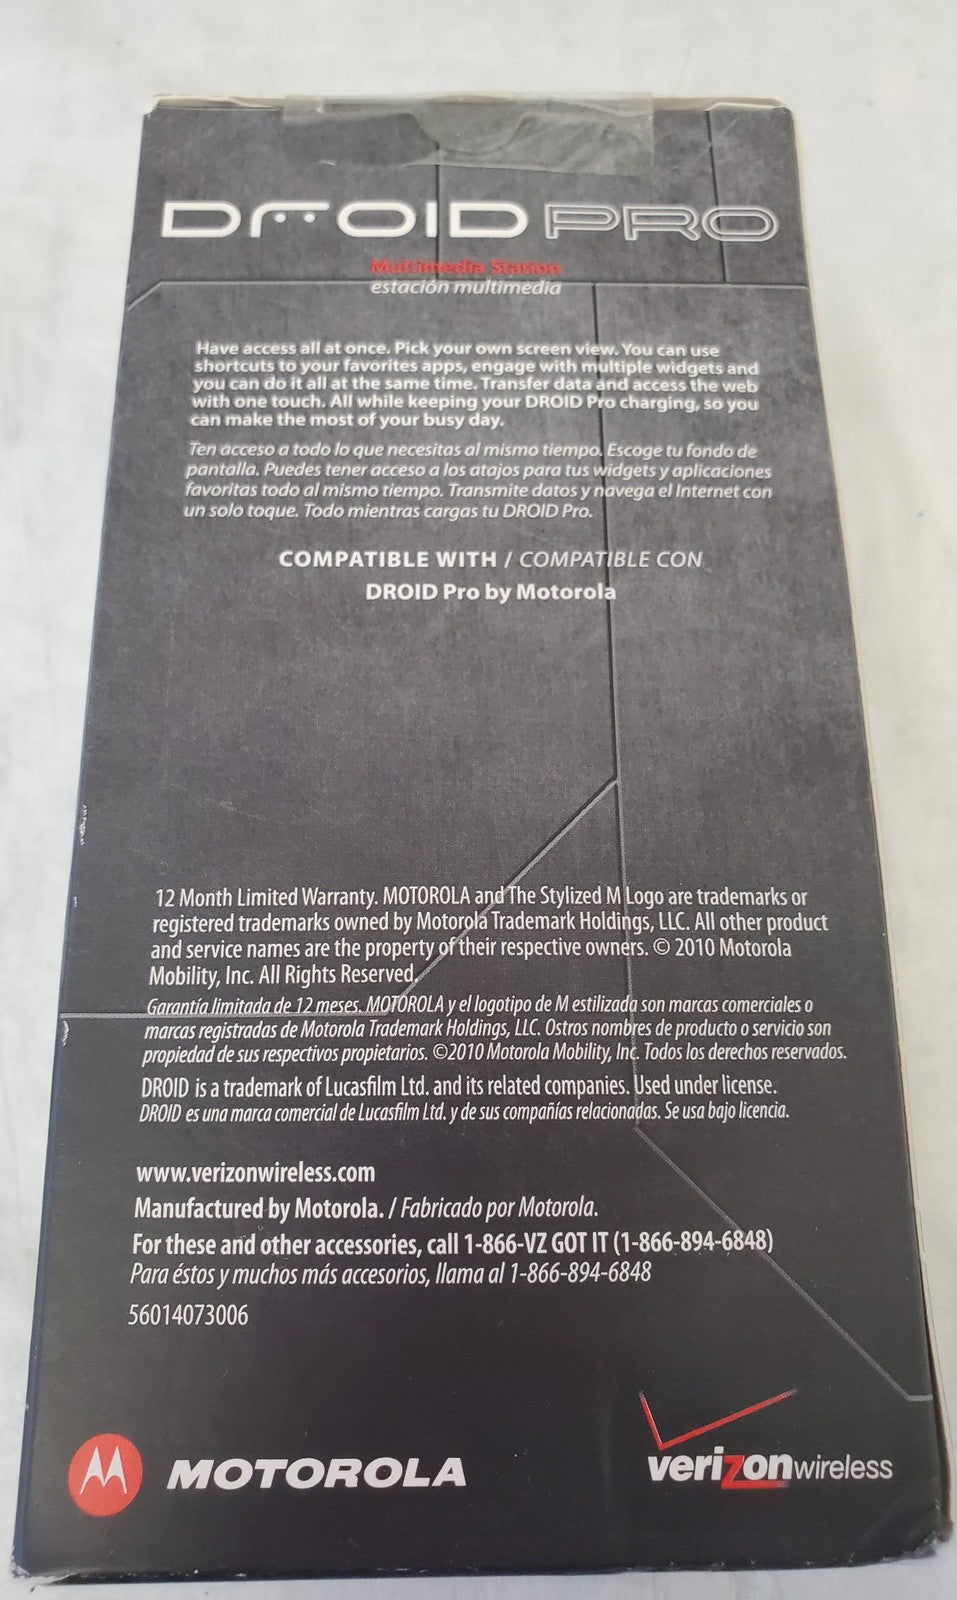 DROID PRO
Multimedia Station
estación multimedia
Have access all at once. Pick your own screen view. You can use
shortcuts to your favorites apps, engage with multiple widgets and
you can do it all at the same time. Transfer data and access the web
with one touch. All while keeping your DROID Pro charging, so you
can make the most of your busy day.
Ten acceso a todo lo que necesitas al mismo tiempo. Escoge tu fondo de
pantalla. Puedes tener acceso a los atajos para tus widgets y aplicaciones
favoritas todo al mismo tiempo. Transmite datos y navega el Internet con
un solo toque. Todo mientras cargas tu DROID Pro.
COMPATIBLE WITH / COMPATIBLE CON
DROID Pro by Motorola
12 Month Limited Warranty. MOTOROLA and The Stylized M Logo are trademarks or
registered trademarks owned by Motorola Trademark Holdings, LLC. All other product
and service names are the property of their respective owners. © 2010 Motorola
Mobility, Inc. All Rights Reserved.
Garantía limitada de 12 meses. MOTOROLA y el logotipo de M estilizada son marcas comerciales o
marcas registradas de Motorola Trademark Holdings, LLC. Ostros nombres de producto o servicio son
propiedad de sus respectivos propietarios. ©2010 Motorola Mobility, Inc. Todos los derechos reservados.
DROID is a trademark of Lucasfilm Ltd. and its related companies. Used under license.
DROID es una marca comercial de Lucasfilm Ltd. y de sus compañías relacionadas. Se usa bajo licencia.
www.verizonwireless.com
Manufactured by Motorola. / Fabricado por Motorola.
For these and other accessories, call 1-866-VZ GOT IT (1-866-894-6848)
Para éstos y muchos más accesorios, llama al 1-866-894-6848
56014073006
MOTOROLA
verizonwireless